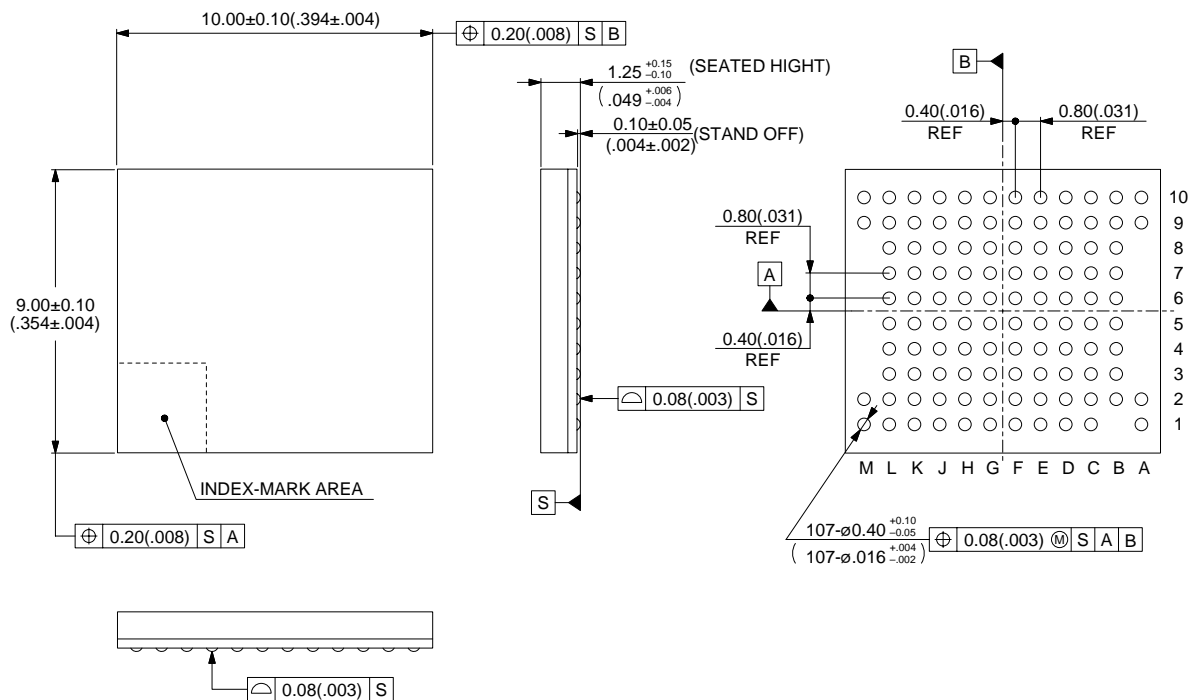 10.00±0.10(.394±.004)
⌖ 0.20(.008) S B
1.25 +0.15 -0.10 (SEATED HIGHT)
(.049 +.006 -.004)
0.10±0.05
(.004±.002)
(STAND OFF)
B
0.40(.016)
REF
0.80(.031)
REF
0.80(.031)
REF
A
0.40(.016)
REF
10
9
8
7
6
5
4
3
2
1
M L K J H G F E D C B A
9.00±0.10
(.354±.004)
INDEX-MARK AREA
⌖ 0.20(.008) S A
⌓ 0.08(.003) S
S
107-ø0.40 +0.10 -0.05
(107-ø.016 +.004 -.002)
⌖ 0.08(.003) Ⓜ S A B
⌓ 0.08(.003) S